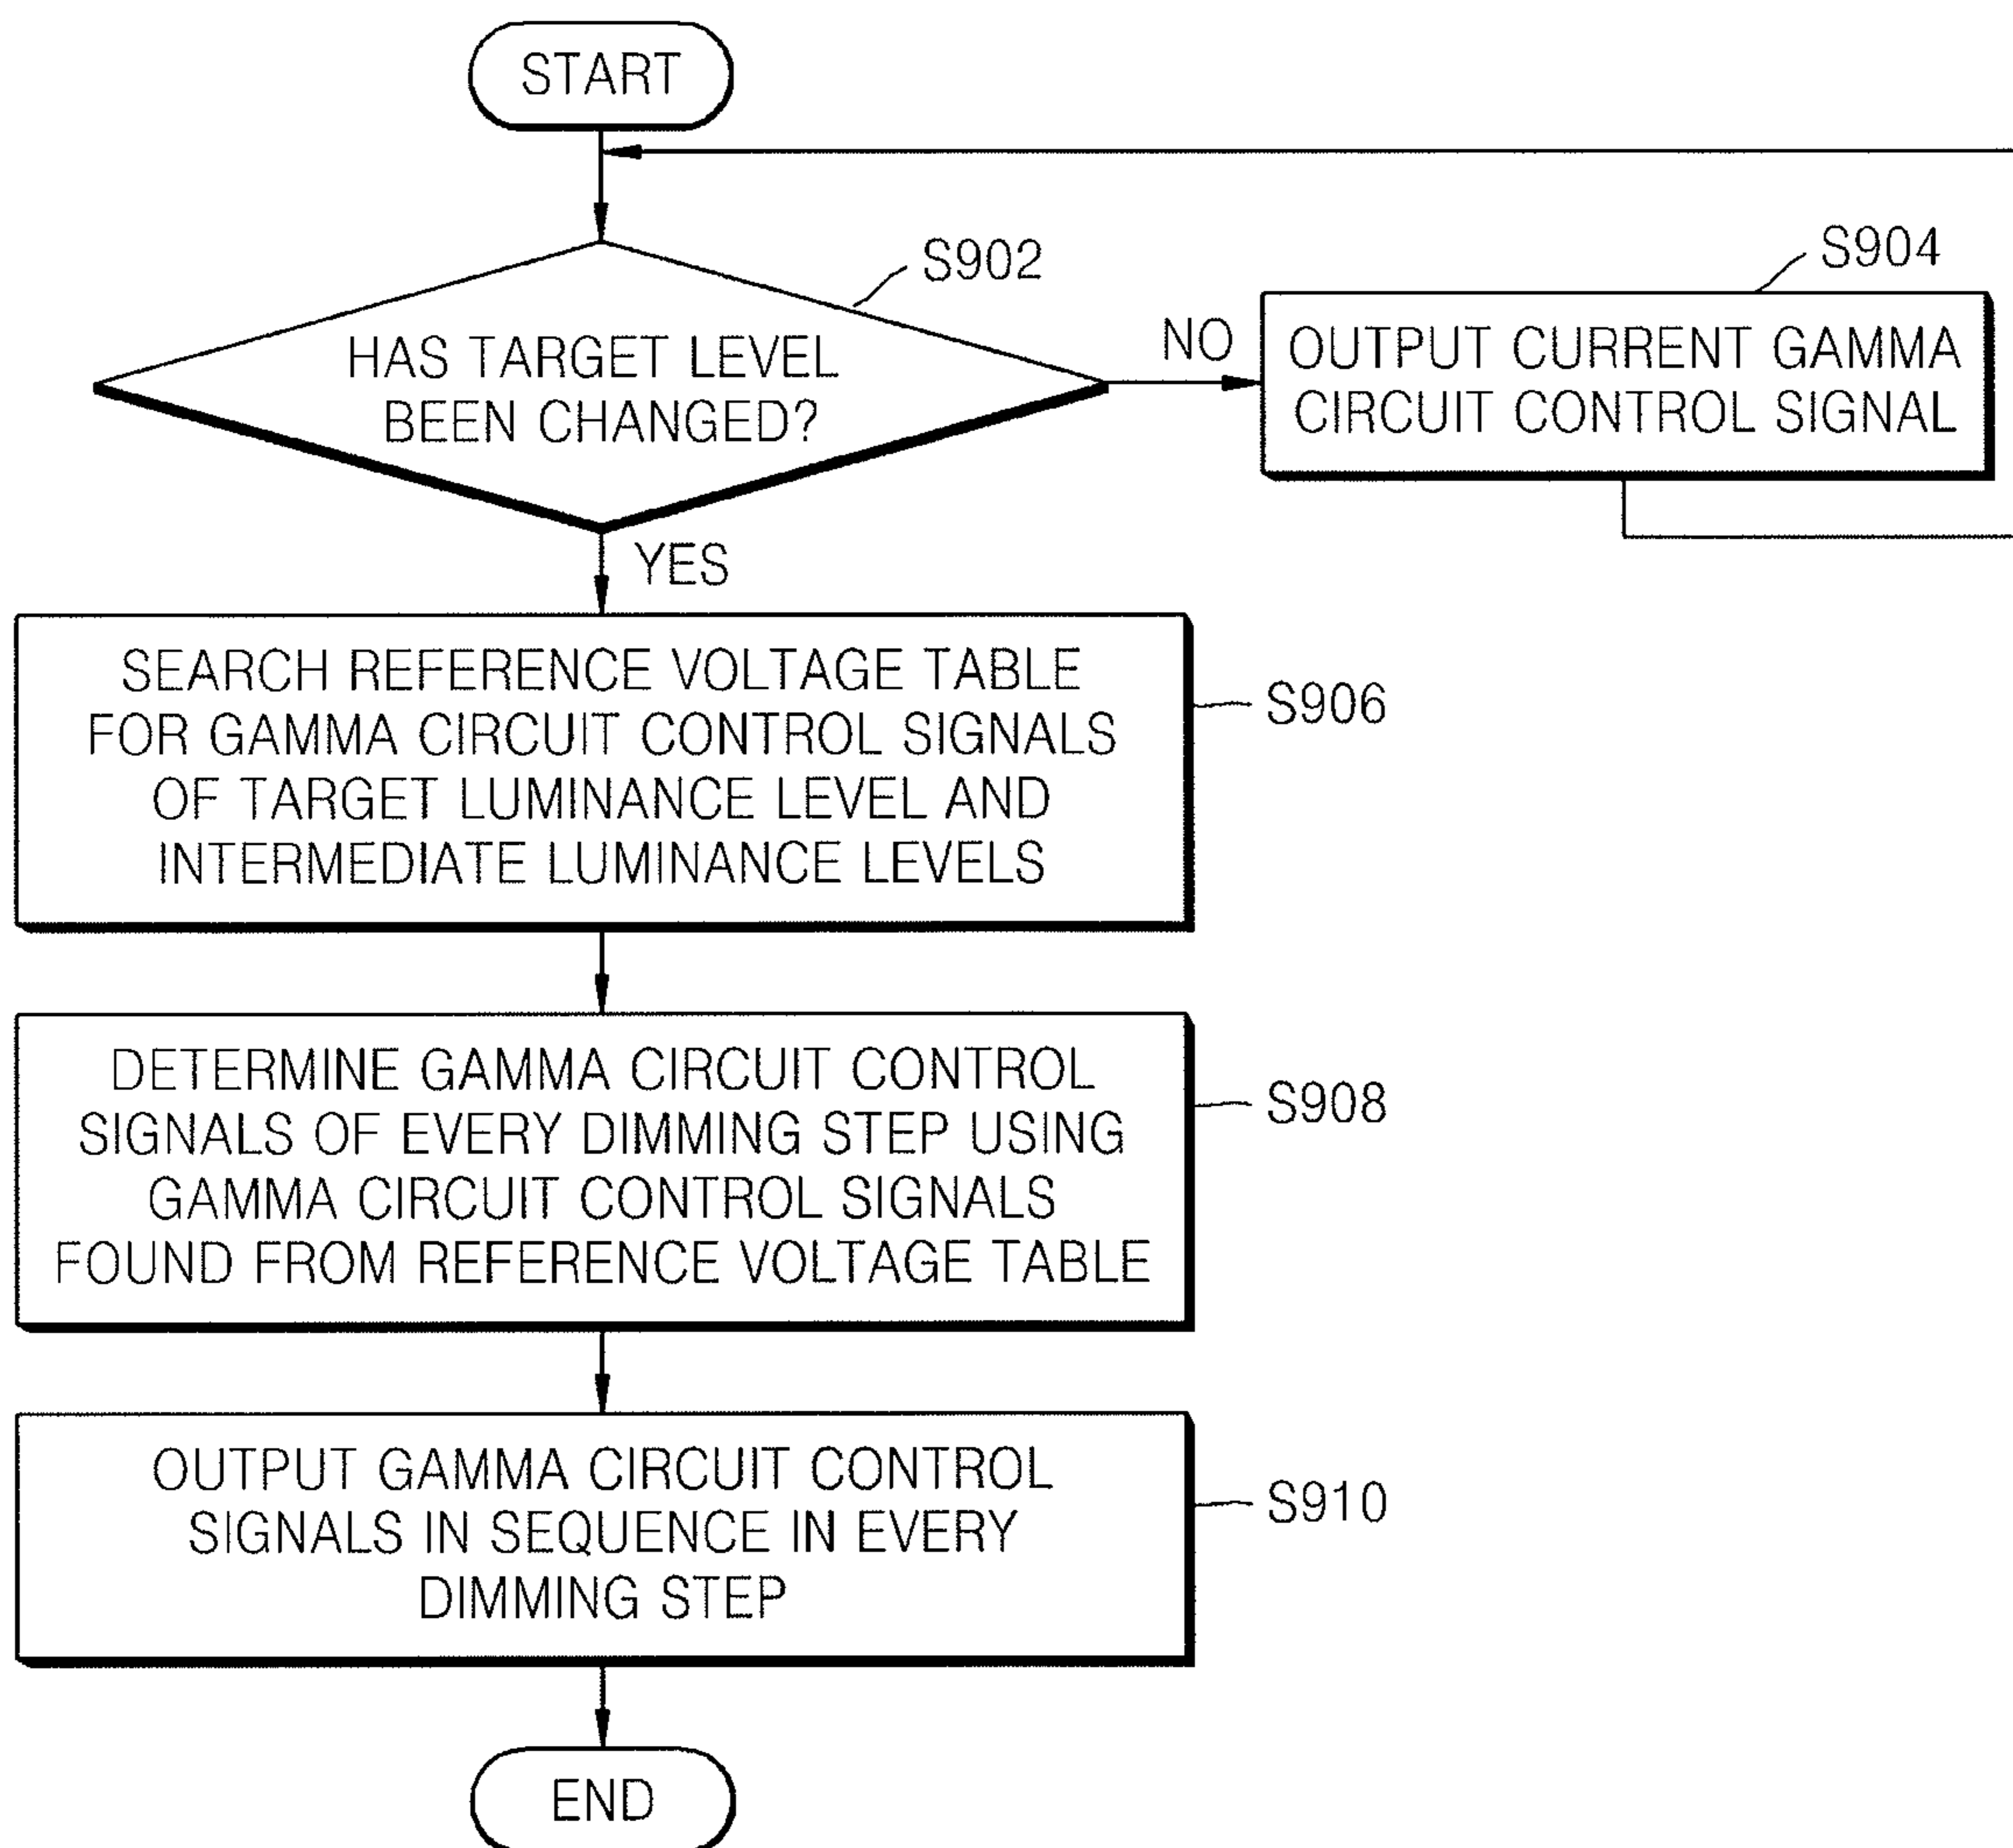 START
S902
HAS TARGET LEVEL
BEEN CHANGED?
NO
S904
OUTPUT CURRENT GAMMA
CIRCUIT CONTROL SIGNAL
YES
SEARCH REFERENCE VOLTAGE TABLE
FOR GAMMA CIRCUIT CONTROL SIGNALS
OF TARGET LUMINANCE LEVEL AND
INTERMEDIATE LUMINANCE LEVELS
S906
DETERMINE GAMMA CIRCUIT CONTROL
SIGNALS OF EVERY DIMMING STEP USING
GAMMA CIRCUIT CONTROL SIGNALS
FOUND FROM REFERENCE VOLTAGE TABLE
S908
OUTPUT GAMMA CIRCUIT CONTROL
SIGNALS IN SEQUENCE IN EVERY
DIMMING STEP
S910
END